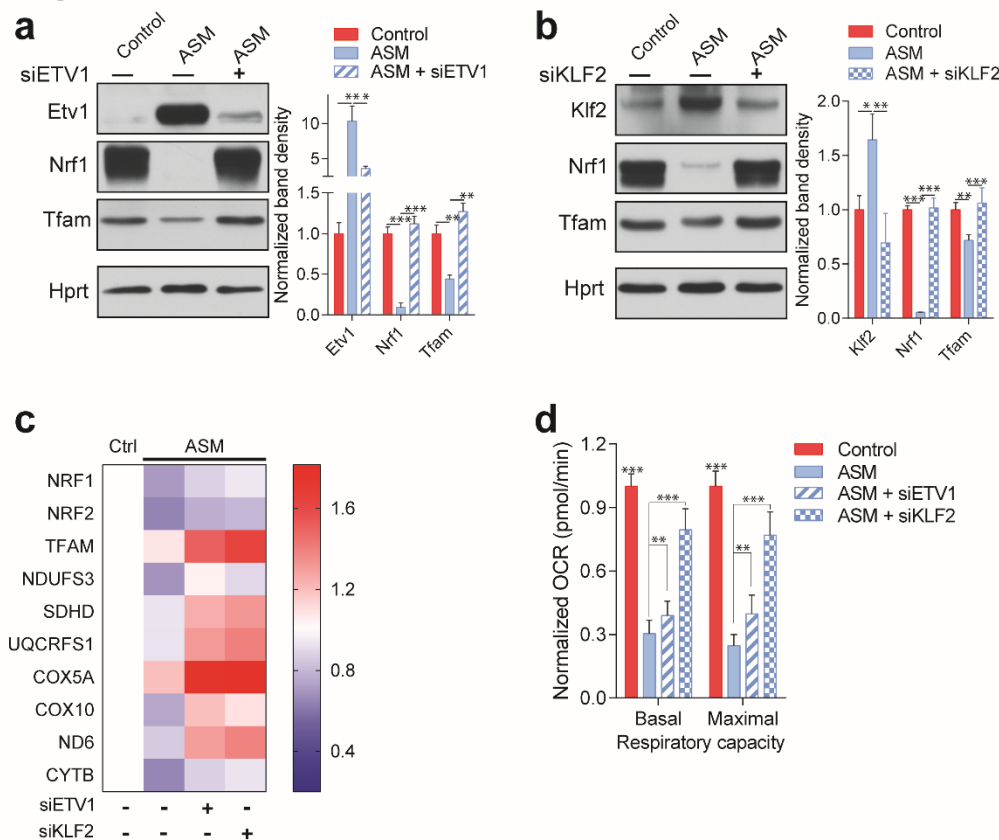 a
Control
ASM
ASM
siETV1 – – +
Etv1
Nrf1
Tfam
Hprt
Control
ASM
ASM + siETV1
Normalized band density
10
5
1.5
1.0
0.5
0.0
*** *
*** ***
** **
Etv1
Nrf1
Tfam
b
Control
ASM
ASM
siKLF2 – – +
Klf2
Nrf1
Tfam
Hprt
Control
ASM
ASM + siKLF2
Normalized band density
2.0
1.5
1.0
0.5
0.0
* **
*** ***
** ***
Klf2
Nrf1
Tfam
c
Ctrl ASM
NRF1
NRF2
TFAM
NDUFS3
SDHD
UQCRFS1
COX5A
COX10
ND6
CYTB
siETV1 - - + -
siKLF2 - - - +
1.6
1.2
0.8
0.4
d
Control
ASM
ASM + siETV1
ASM + siKLF2
Normalized OCR (pmol/min)
1.2
0.9
0.6
0.3
0.0
*** *** ** *** *** **
Basal Maximal
Respiratory capacity